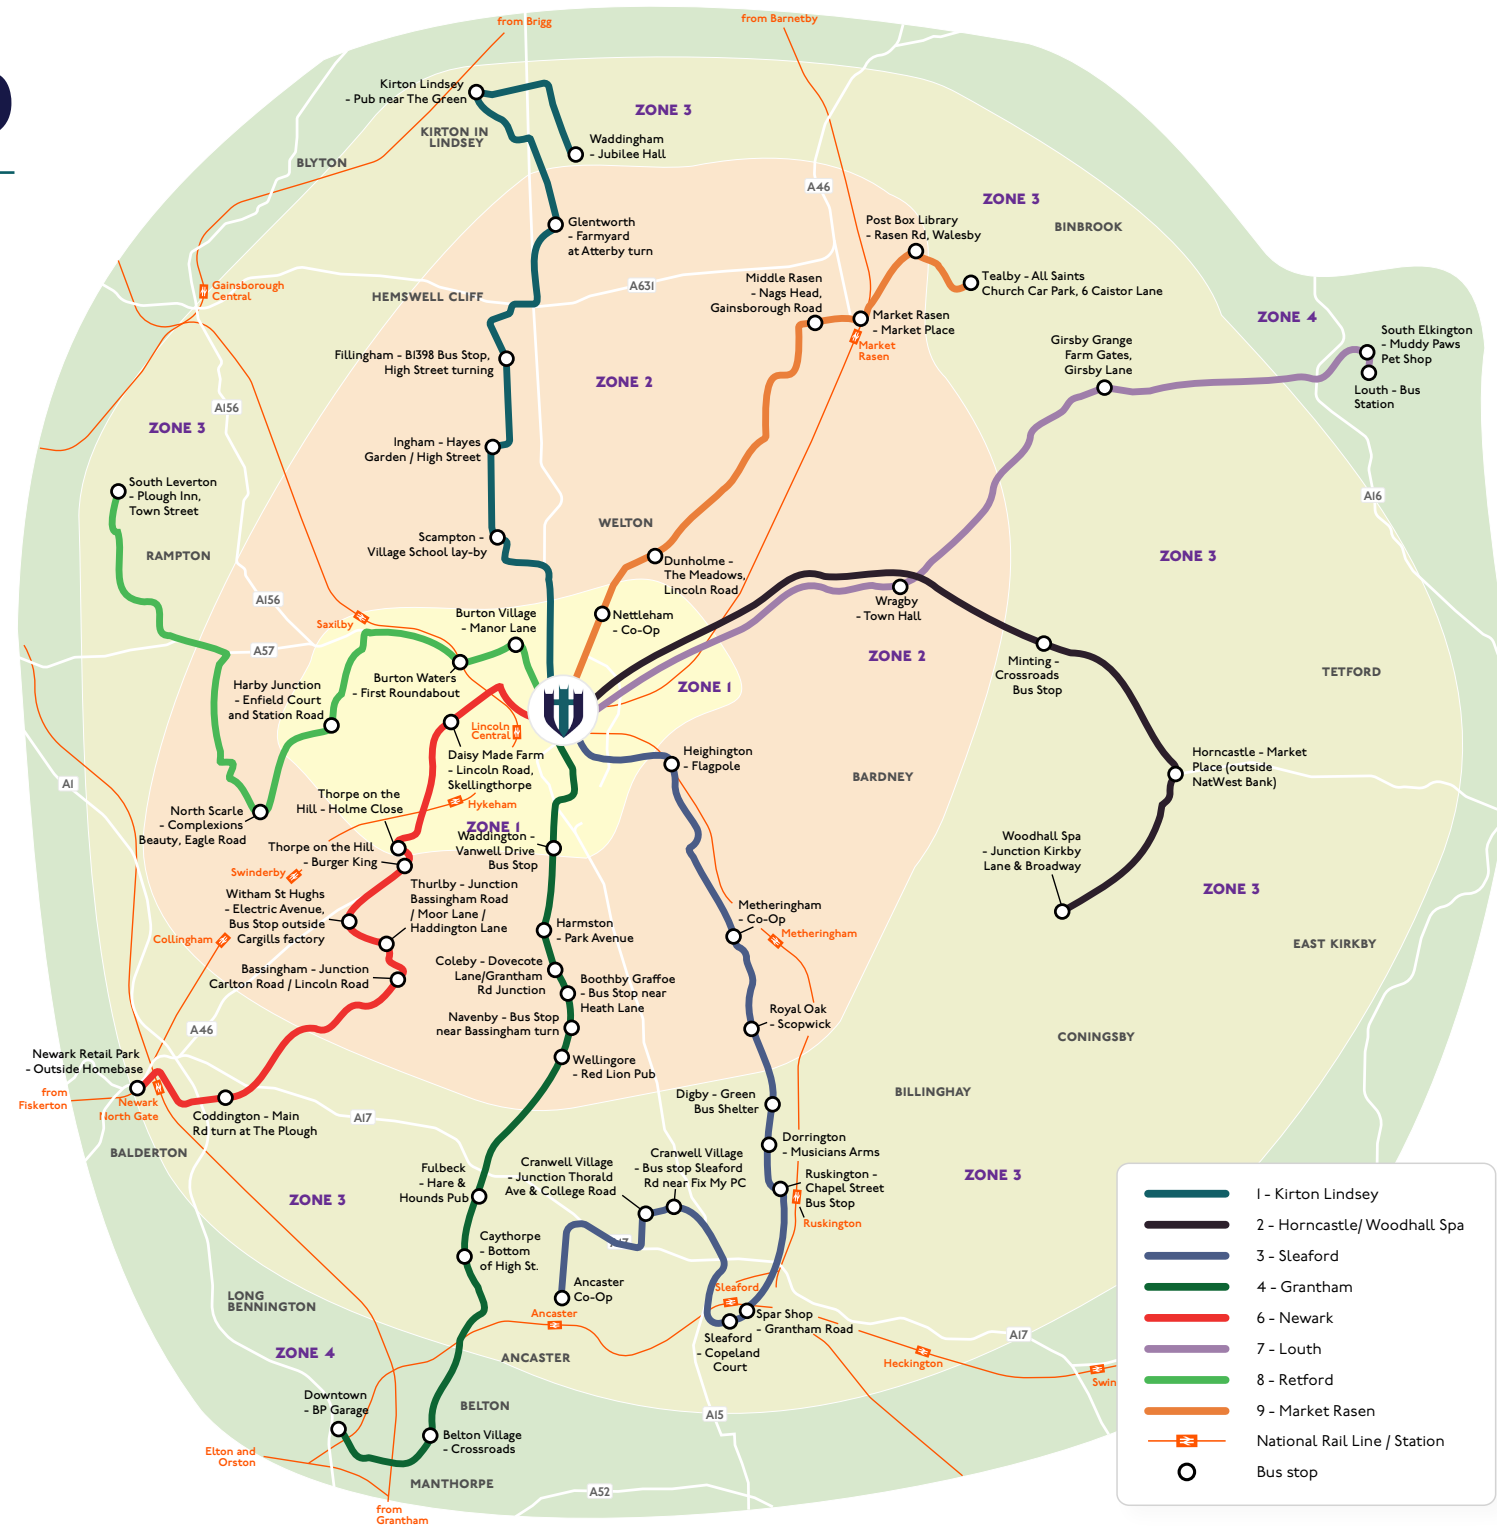 from Brigg
from Barnetby
Kirton Lindsey
- Pub near The Green
ZONE 3
KIRTON IN
LINDSEY
Waddingham
- Jubilee Hall
BLYTON
A46
ZONE 3
Post Box Library
- Rasen Rd, Walesby
BINBROOK
Glentworth
- Farmyard
at Atterby turn
Gainsborough
Central
HEMSWELL CLIFF
A631
Middle Rasen
- Nags Head,
Gainsborough Road
Tealby - All Saints
Church Car Park, 6 Caistor Lane
Market Rasen
- Market Place
Market
Rasen
ZONE 4
South Elkington
- Muddy Paws
Pet Shop
Louth - Bus
Station
Girsby Grange
Farm Gates,
Girsby Lane
Fillingham - B1398 Bus Stop,
High Street turning
ZONE 2
A156
ZONE 3
Ingham - Hayes
Garden / High Street
South Leverton
- Plough Inn,
Town Street
A16
WELTON
Scampton -
Village School lay-by
RAMPTON
Dunholme -
The Meadows,
Lincoln Road
ZONE 3
A156
Saxilby
Burton Village
- Manor Lane
Nettleham
- Co-Op
Wragby
- Town Hall
A57
ZONE 2
Minting -
Crossroads
Bus Stop
TETFORD
Harby Junction
- Enfield Court
and Station Road
Burton Waters
- First Roundabout
ZONE 1
Lincoln
Central
Daisy Made Farm
- Lincoln Road,
Skellingthorpe
Heighington
- Flagpole
BARDNEY
Horncastle - Market
Place (outside
NatWest Bank)
A1
Thorpe on the
Hill - Holme Close
Hykeham
North Scarle
- Complexions
Beauty, Eagle Road
ZONE 1
Waddington -
Vanwell Drive
Bus Stop
Thorpe on the Hill
- Burger King
Woodhall Spa
- Junction Kirkby
Lane & Broadway
Swinderby
Witham St Hughs
- Electric Avenue,
Bus Stop outside
Cargills factory
Thurlby - Junction
Bassingham Road
/ Moor Lane /
Haddington Lane
ZONE 3
Metheringham
- Co-Op
Metheringham
Collingham
Harmston
- Park Avenue
EAST KIRKBY
Bassingham - Junction
Carlton Road / Lincoln Road
Coleby - Dovecote
Lane/Grantham
Rd Junction
Boothby Graffoe
- Bus Stop near
Heath Lane
A46
Navenby - Bus Stop
near Bassingham turn
Royal Oak
- Scopwick
CONINGSBY
Newark Retail Park
- Outside Homebase
Wellingore
- Red Lion Pub
from
Fiskerton
Newark
North Gate
Coddington - Main
Rd turn at The Plough
A17
Digby - Green
Bus Shelter
BILLINGHAY
BALDERTON
Dorrington
- Musicians Arms
Cranwell Village
- Junction Thorald
Ave & College Road
Cranwell Village
- Bus stop Sleaford
Rd near Fix My PC
Fulbeck
- Hare &
Hounds Pub
Ruskington -
Chapel Street
Bus Stop
Ruskington
ZONE 3
ZONE 3
A17
Caythorpe
- Bottom
of High St.
Ancaster
Co-Op
Ancaster
Sleaford
Spar Shop
- Grantham Road
Sleaford
- Copeland
Court
LONG
BENNINGTON
ZONE 4
ANCASTER
A17
Heckington
Swin
Downtown
- BP Garage
BELTON
A15
Belton Village
- Crossroads
Elton and
Orston
MANTHORPE
A52
from
Grantham
1 - Kirton Lindsey
2 - Horncastle/ Woodhall Spa
3 - Sleaford
4 - Grantham
6 - Newark
7 - Louth
8 - Retford
9 - Market Rasen
National Rail Line / Station
Bus stop